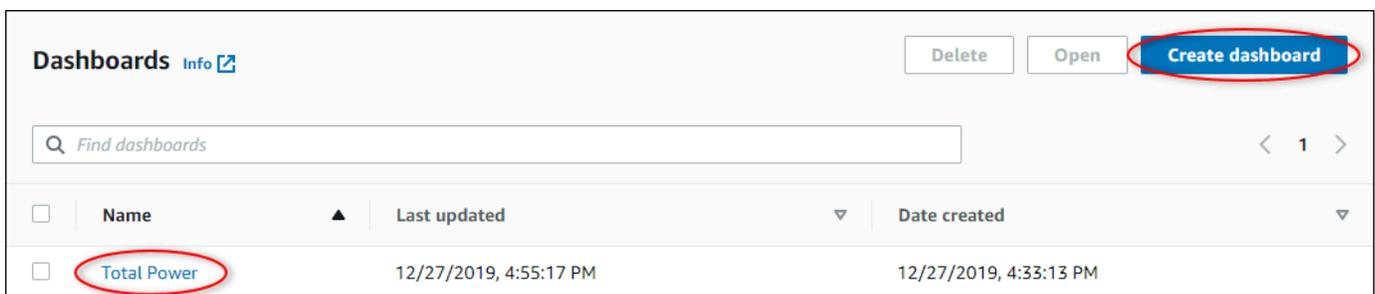 Dashboards Info
Delete Open Create dashboard
Find dashboards
1
Name Last updated Date created
Total Power 12/27/2019, 4:55:17 PM 12/27/2019, 4:33:13 PM